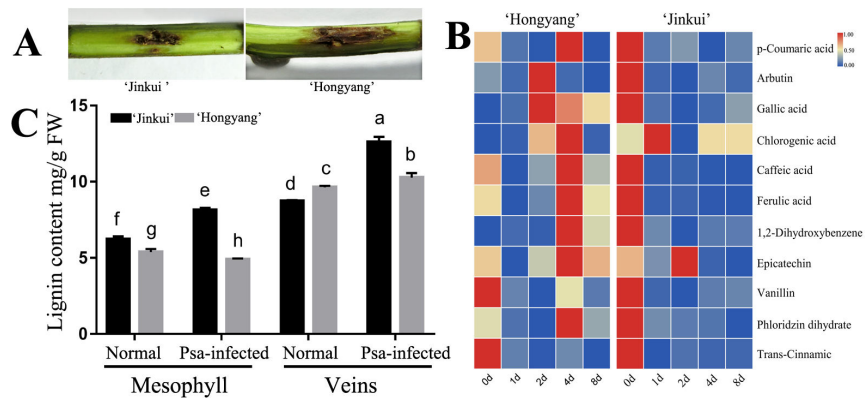 A
'Jinkui '
'Hongyang'
B
'Hongyang'
'Jinkui'
1.00
0.50
0.00
p-Coumaric acid
Arbutin
Gallic acid
Chlorogenic acid
Caffeic acid
Ferulic acid
1,2-Dihydroxybenzene
Epicatechin
Vanillin
Phloridzin dihydrate
Trans-Cinnamic
0d 1d 2d 4d 8d 0d 1d 2d 4d 8d
C
Lignin content mg/g FW
'Jinkui' 'Hongyang'
15
10
5
0
f g e h d c a b
Normal Psa-infected Normal Psa-infected
Mesophyll Veins